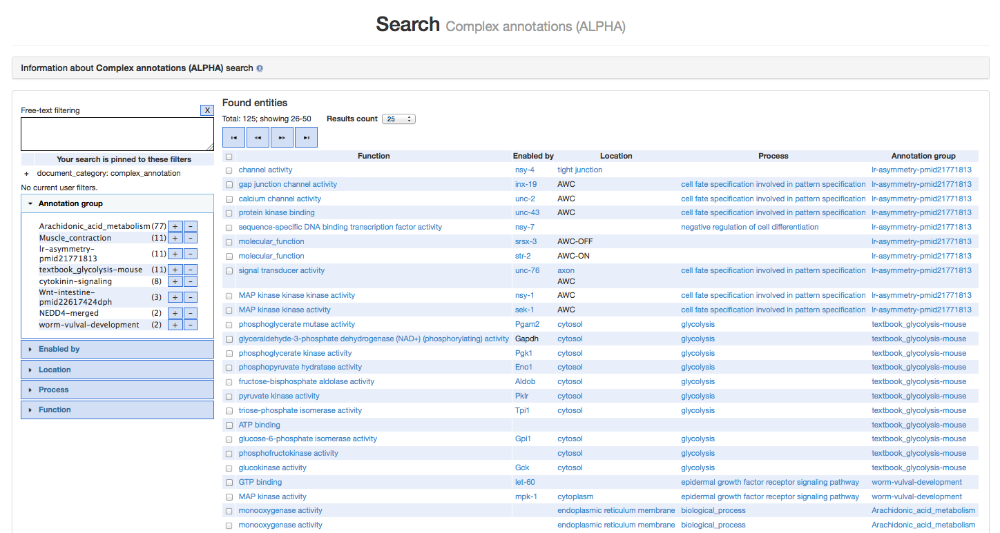 Search Complex annotations (ALPHA)
Information about Complex annotations (ALPHA) search ?
Free-text filtering X
Your search is pinned to these filters
+ document_category: complex_annotation
No current user filters.
Annotation group
Arachidonic_acid_metabolism (77) + -
Muscle_contraction (11) + -
lr-asymmetry-
pmid21771813 (11) + -
textbook_glycolysis-mouse (11) + -
cytokinin-signaling (8) + -
Wnt-intestine-
pmid22617424dph (3) + -
NEDD4-merged (2) + -
worm-vulval-development (2) + -
Enabled by
Location
Process
Function
Found entities
Total: 125; showing 26-50 Results count 25
Function Enabled by Location Process Annotation group
channel activity nsy-4 tight junction lr-asymmetry-pmid21771813
gap junction channel activity inx-19 AWC cell fate specification involved in pattern specification lr-asymmetry-pmid21771813
calcium channel activity unc-2 AWC cell fate specification involved in pattern specification lr-asymmetry-pmid21771813
protein kinase binding unc-43 AWC cell fate specification involved in pattern specification lr-asymmetry-pmid21771813
sequence-specific DNA binding transcription factor activity nsy-7 negative regulation of cell differentiation lr-asymmetry-pmid21771813
molecular_function srsx-3 AWC-OFF lr-asymmetry-pmid21771813
molecular_function str-2 AWC-ON lr-asymmetry-pmid21771813
signal transducer activity unc-76 axon cell fate specification involved in pattern specification lr-asymmetry-pmid21771813
AWC
MAP kinase kinase kinase activity nsy-1 AWC cell fate specification involved in pattern specification lr-asymmetry-pmid21771813
MAP kinase kinase activity sek-1 AWC cell fate specification involved in pattern specification lr-asymmetry-pmid21771813
phosphoglycerate mutase activity Pgam2 cytosol glycolysis textbook_glycolysis-mouse
glyceraldehyde-3-phosphate dehydrogenase (NAD+) (phosphorylating) activity Gapdh cytosol glycolysis textbook_glycolysis-mouse
phosphoglycerate kinase activity Pgk1 cytosol glycolysis textbook_glycolysis-mouse
phosphopyruvate hydratase activity Eno1 cytosol glycolysis textbook_glycolysis-mouse
fructose-bisphosphate aldolase activity Aldob cytosol glycolysis textbook_glycolysis-mouse
pyruvate kinase activity Pklr cytosol glycolysis textbook_glycolysis-mouse
triose-phosphate isomerase activity Tpi1 cytosol glycolysis textbook_glycolysis-mouse
ATP binding textbook_glycolysis-mouse
glucose-6-phosphate isomerase activity Gpi1 cytosol glycolysis textbook_glycolysis-mouse
phosphofructokinase activity cytosol glycolysis textbook_glycolysis-mouse
glucokinase activity Gck cytosol glycolysis textbook_glycolysis-mouse
GTP binding let-60 epidermal growth factor receptor signaling pathway worm-vulval-development
MAP kinase activity mpk-1 cytoplasm epidermal growth factor receptor signaling pathway worm-vulval-development
monooxygenase activity endoplasmic reticulum membrane biological_process Arachidonic_acid_metabolism
monooxygenase activity endoplasmic reticulum membrane biological_process Arachidonic_acid_metabolism